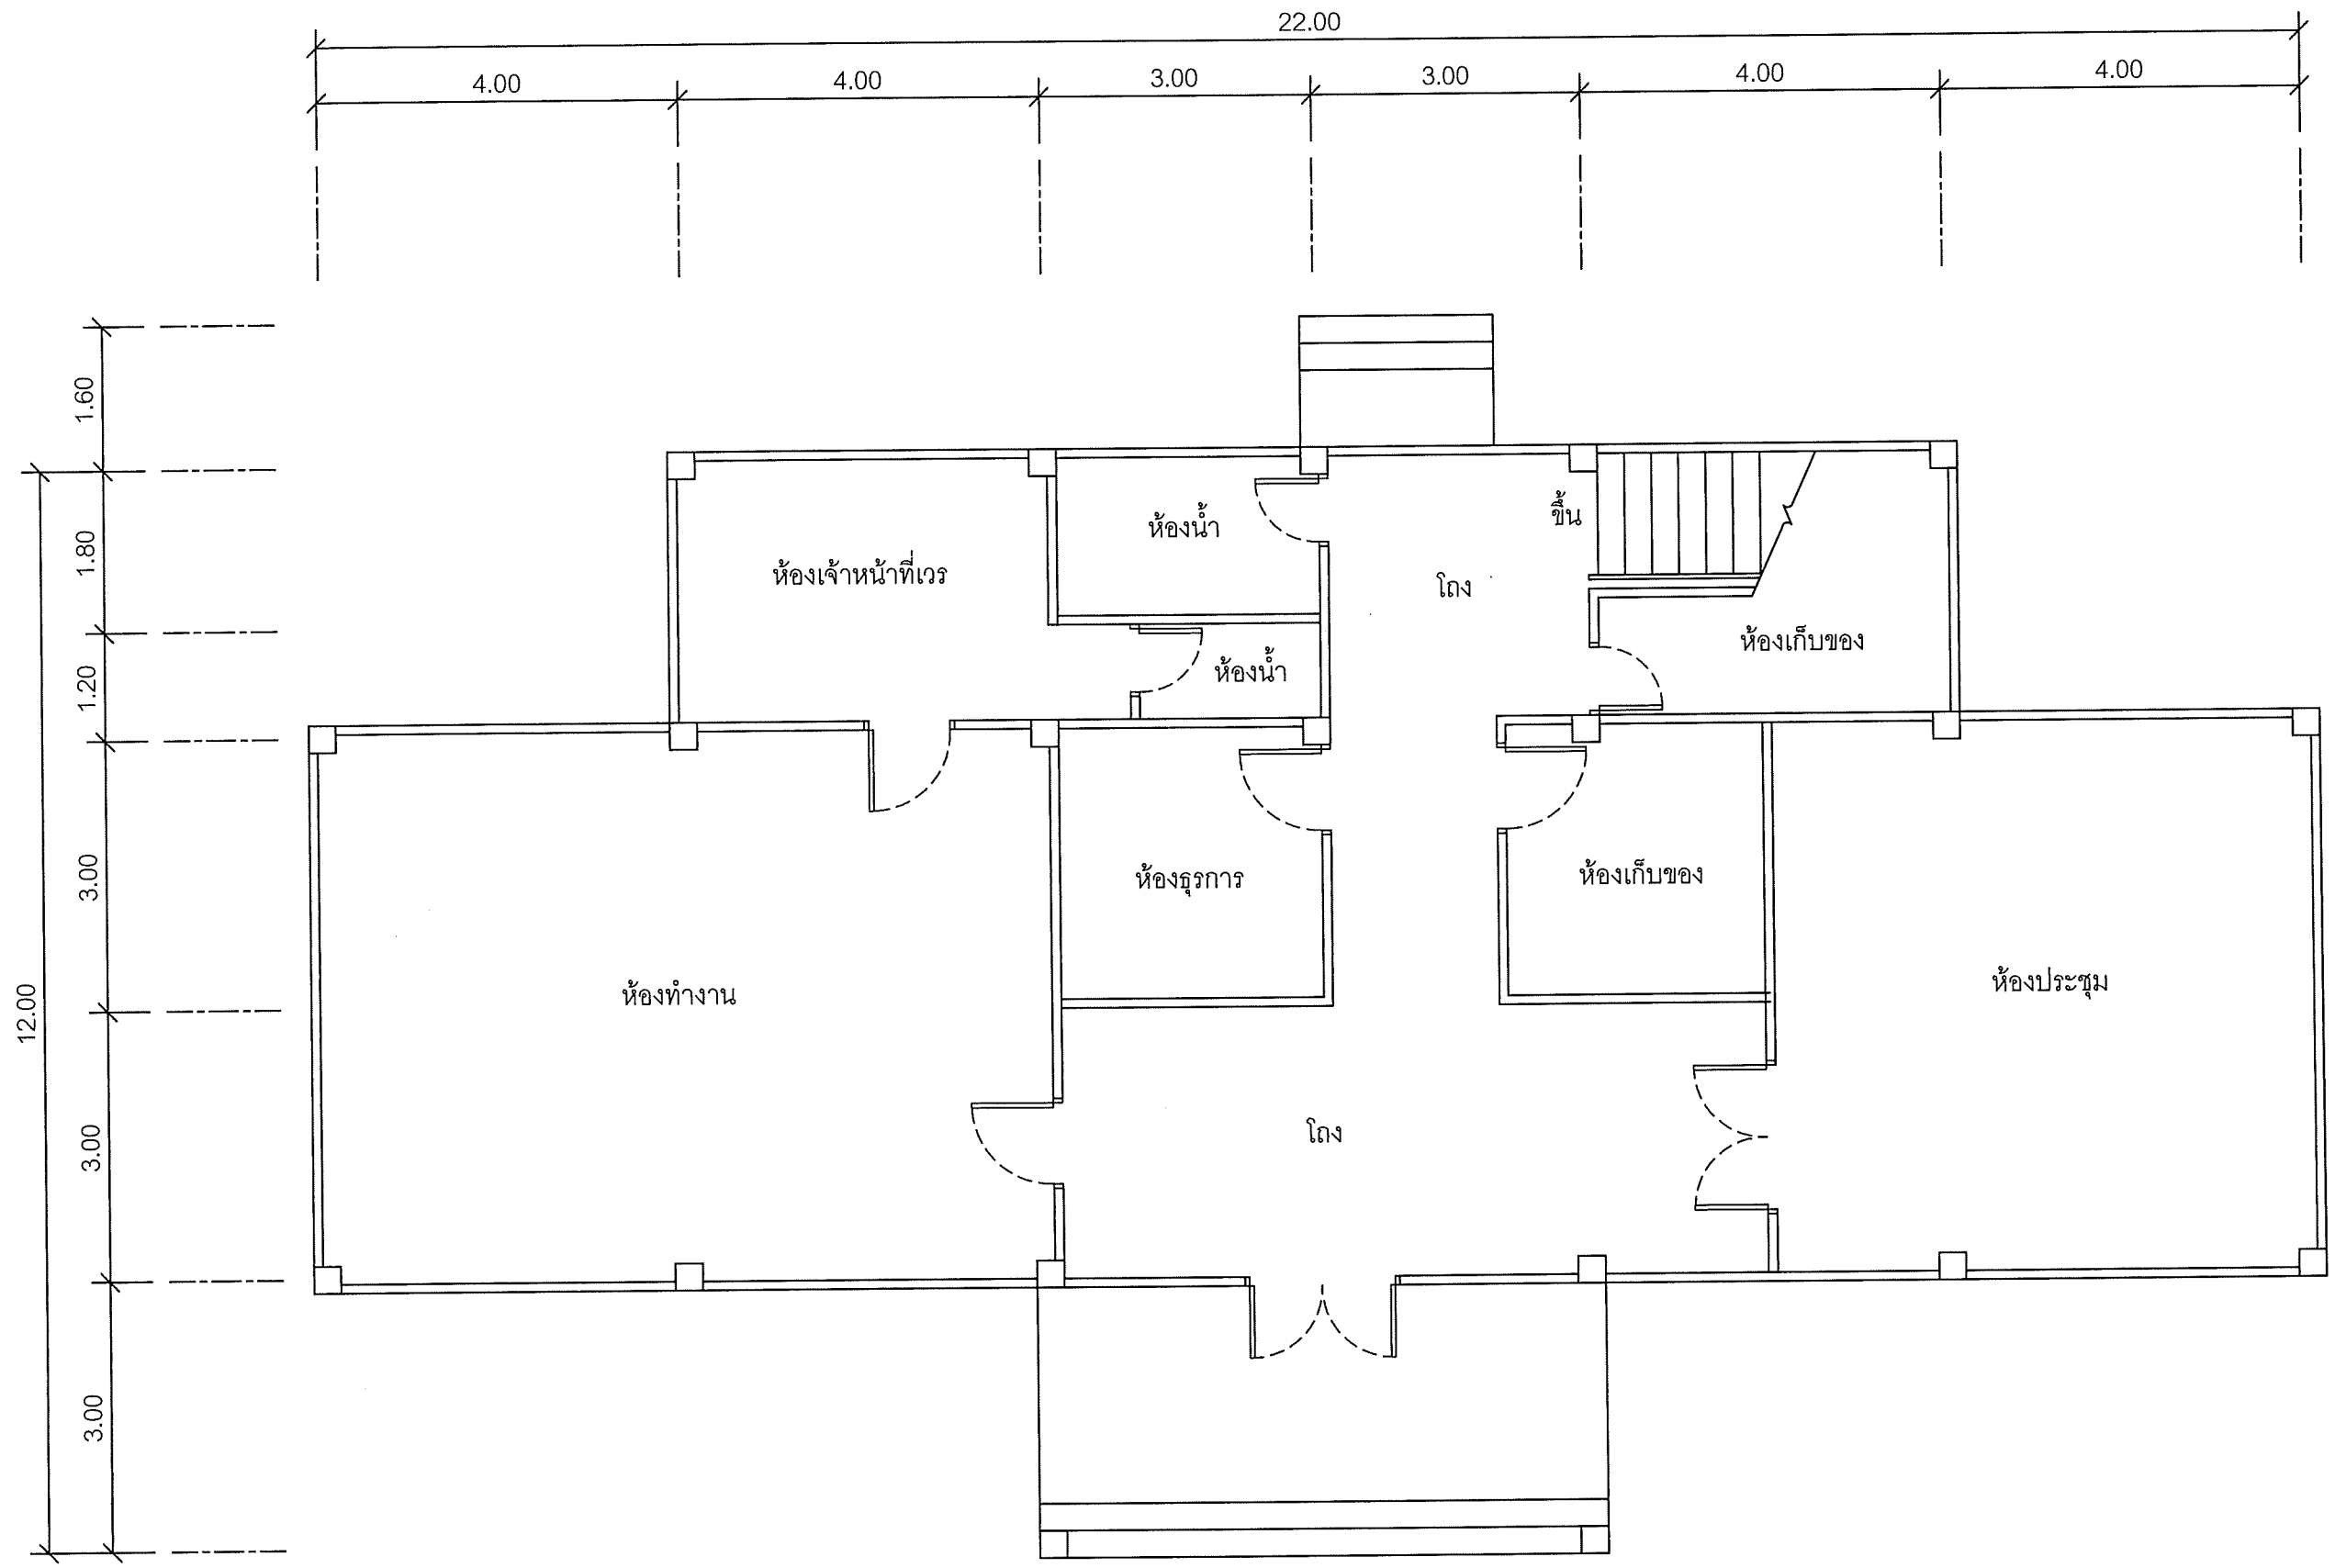 22.00
4.00
4.00
3.00
3.00
4.00
4.00
1.60
1.80
1.20
3.00
3.00
3.00
12.00
ห้องน้ำ
ขึ้น
ห้องเจ้าหน้าที่เวร
โถง
ห้องน้ำ
ห้องเก็บของ
ห้องธุรการ
ห้องเก็บของ
ห้องทำงาน
ห้องประชุม
โถง